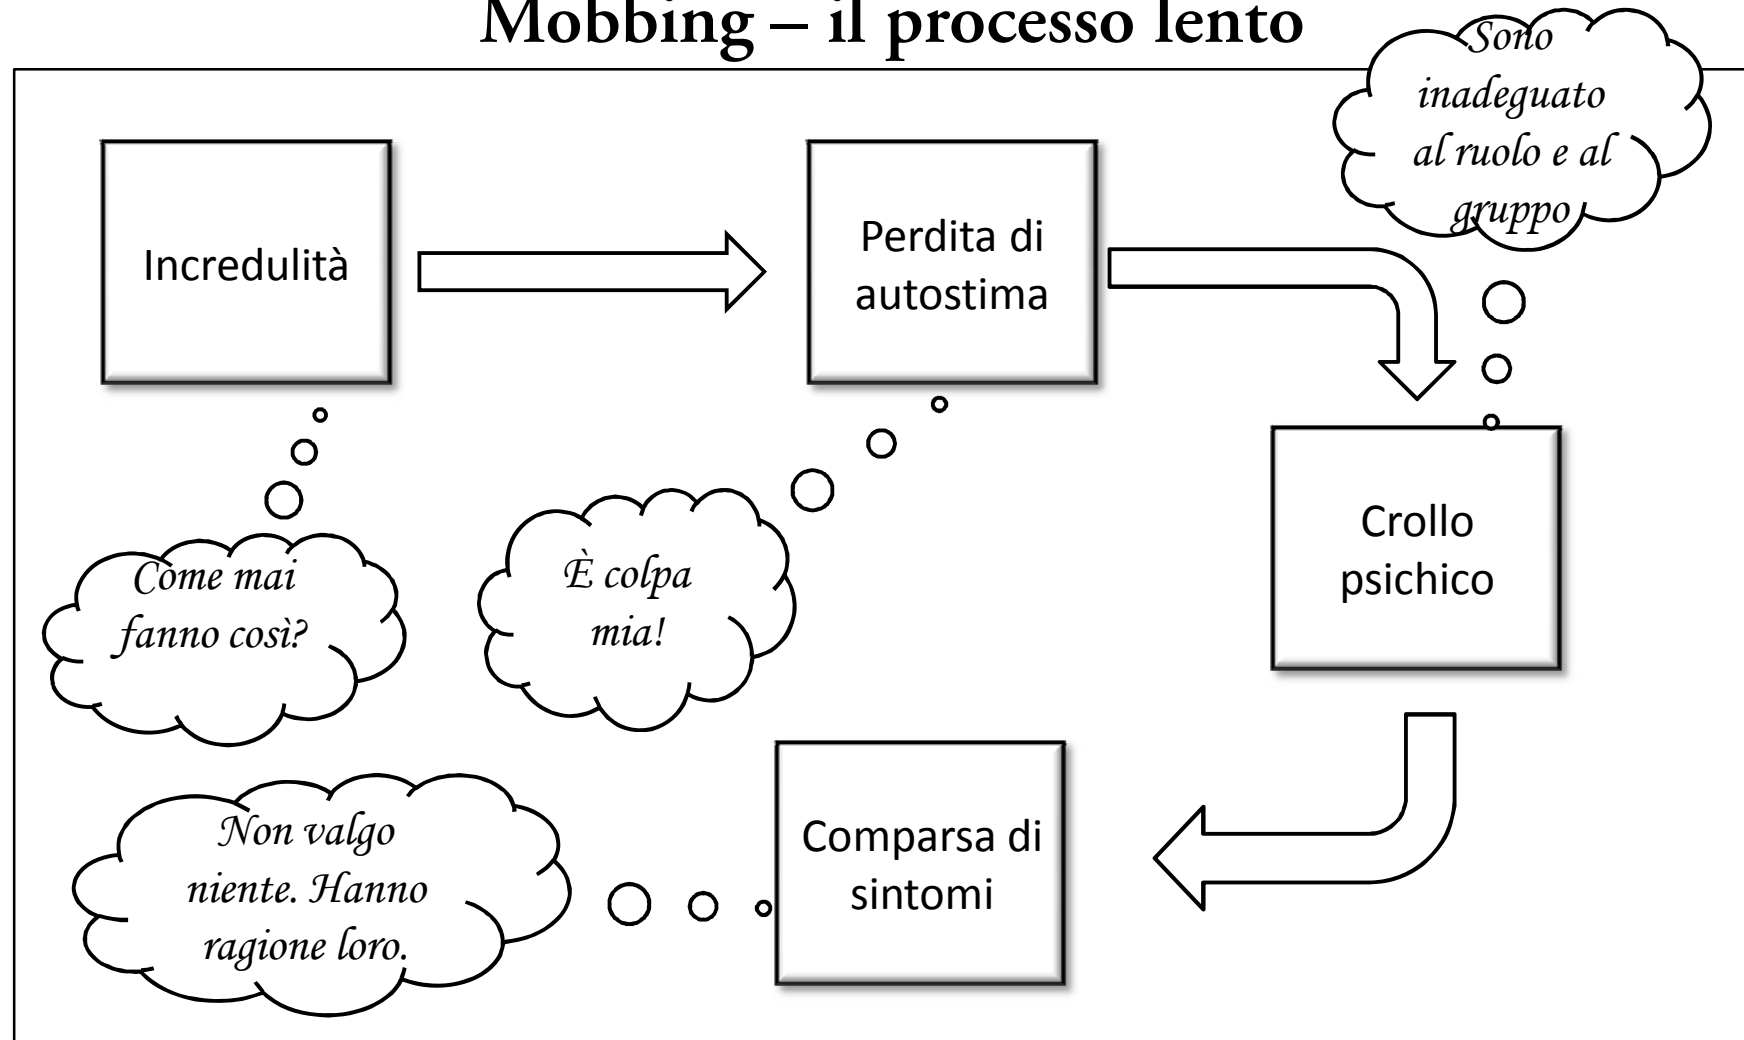 Mobbing – il processo lento
Sono
inadeguato
al ruolo e al
gruppo
Incredulità
Perdita di
autostima
Crollo
psichico
Come mai
fanno così?
È colpa
mia!
Non valgo
niente. Hanno
ragione loro.
Comparsa di
sintomi